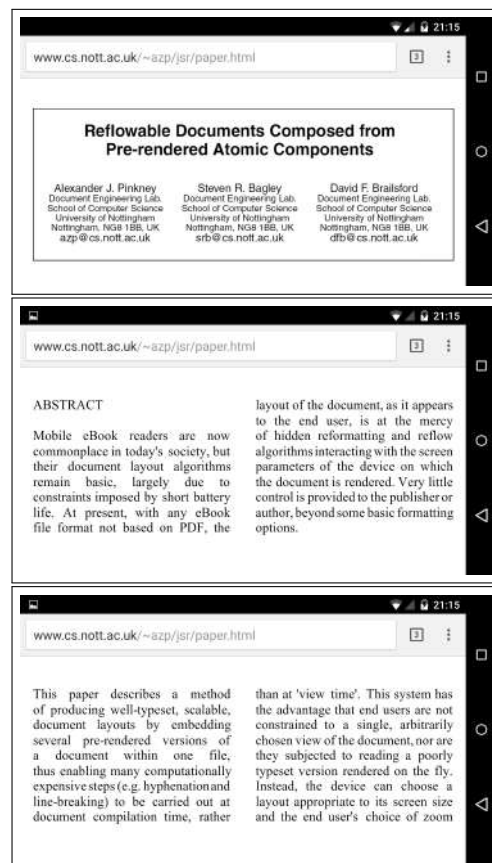 21:15
www.cs.nott.ac.uk/~azp/jsr/paper.html
3
Reflowable Documents Composed from
Pre-rendered Atomic Components
Alexander J. Pinkney
Document Engineering Lab.
School of Computer Science
University of Nottingham
Nottingham, NG8 1BB, UK
azp@cs.nott.ac.uk
Steven R. Bagley
Document Engineering Lab.
School of Computer Science
University of Nottingham
Nottingham, NG8 1BB, UK
srb@cs.nott.ac.uk
David F. Brailsford
Document Engineering Lab.
School of Computer Science
University of Nottingham
Nottingham, NG8 1BB, UK
dfb@cs.nott.ac.uk
21:15
www.cs.nott.ac.uk/~azp/jsr/paper.html
3
ABSTRACT
Mobile eBook readers are now
commonplace in today's society, but
their document layout algorithms
remain basic, largely due to
constraints imposed by short battery
life. At present, with any eBook
file format not based on PDF, the
layout of the document, as it appears
to the end user, is at the mercy
of hidden reformatting and reflow
algorithms interacting with the screen
parameters of the device on which
the document is rendered. Very little
control is provided to the publisher or
author, beyond some basic formatting
options.
21:15
www.cs.nott.ac.uk/~azp/jsr/paper.html
3
This paper describes a method
of producing well-typeset, scalable,
document layouts by embedding
several pre-rendered versions of
a document within one file,
thus enabling many computationally
expensive steps (e.g. hyphenation and
line-breaking) to be carried out at
document compilation time, rather
than at 'view time'. This system has
the advantage that end users are not
constrained to a single, arbitrarily
chosen view of the document, nor are
they subjected to reading a poorly
typeset version rendered on the fly.
Instead, the device can choose a
layout appropriate to its screen size
and the end user's choice of zoom